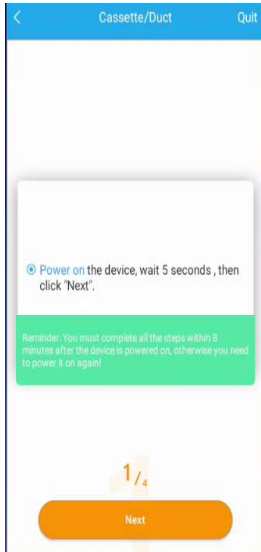 Cassette/Duct Quit
Power on the device, wait 5 seconds , then
click "Next".
Reminder: You must complete all the steps within 8
minutes after the device is powered on, otherwise you need
to power it on again!
1/4
Next